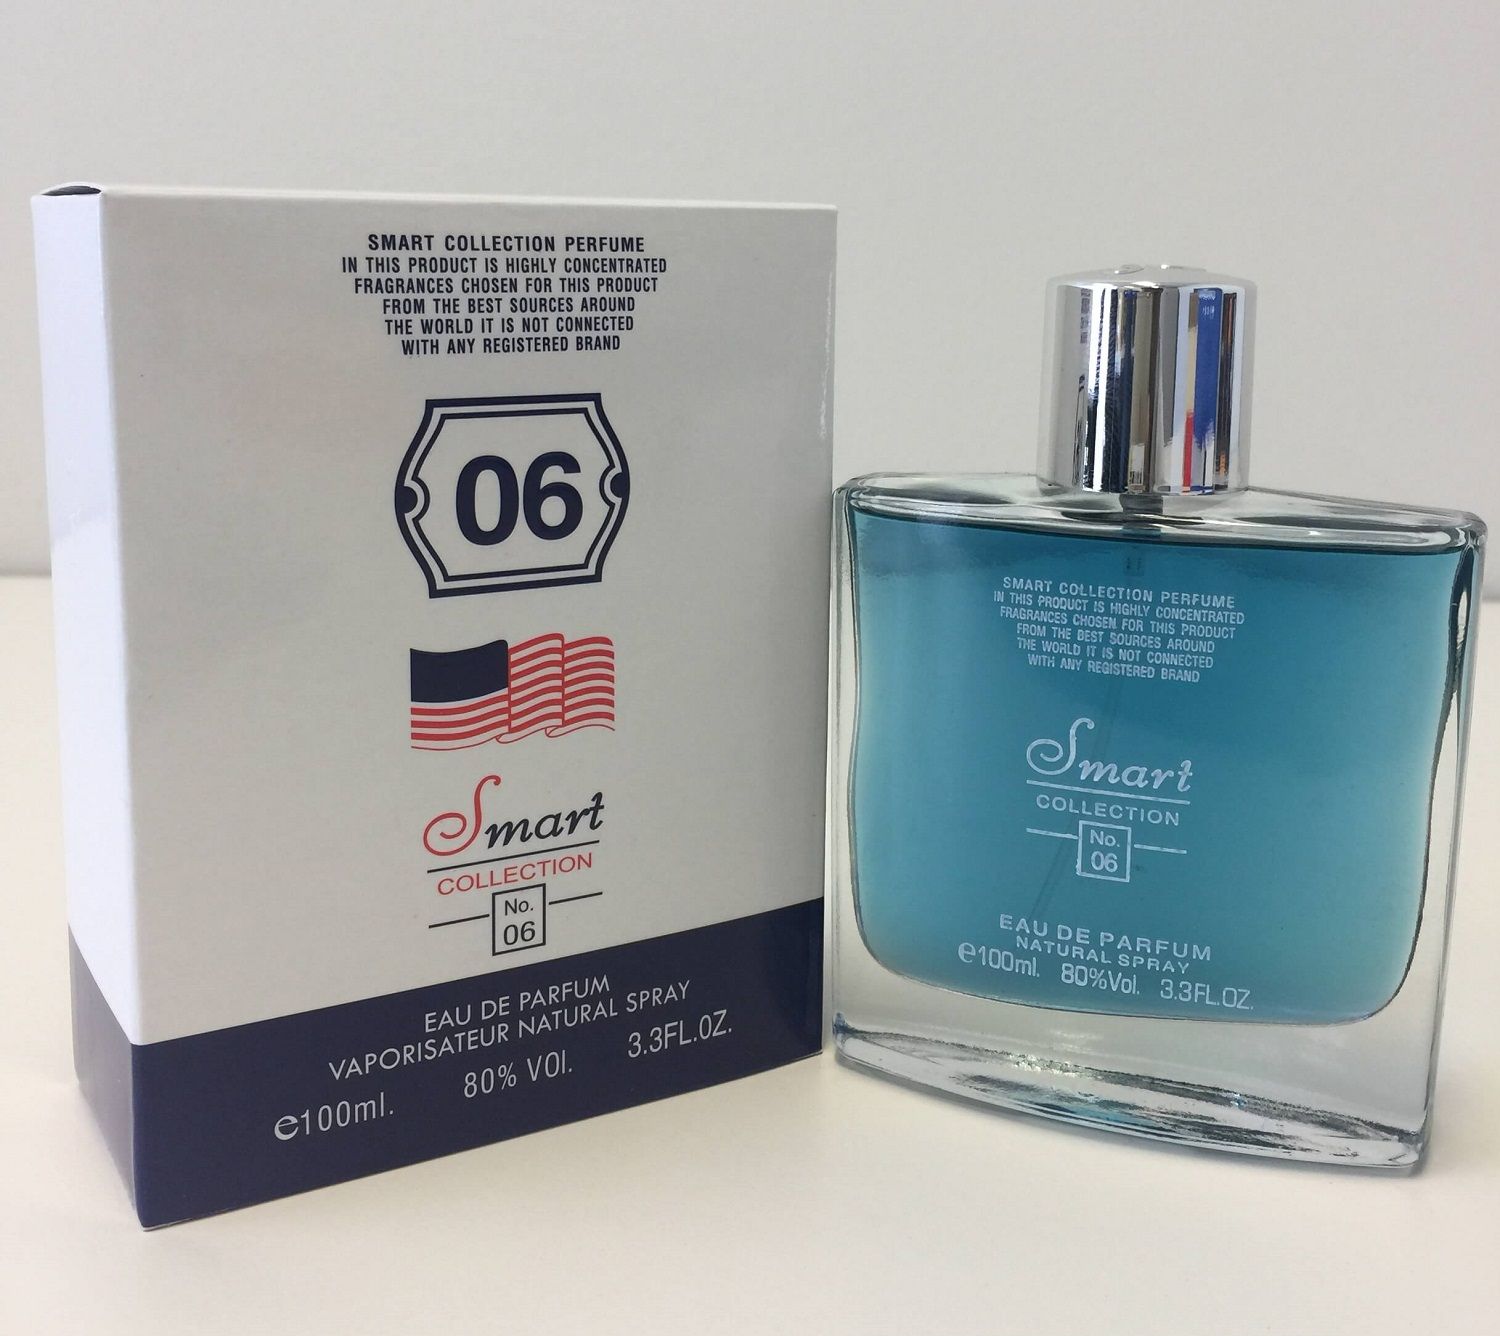 SMART COLLECTION PERFUME
IN THIS PRODUCT IS HIGHLY CONCENTRATED
FRAGRANCES CHOSEN FOR THIS PRODUCT
FROM THE BEST SOURCES AROUND
THE WORLD IT IS NOT CONNECTED
WITH ANY REGISTERED BRAND
06
Smart
COLLECTION
No.
06
EAU DE PARFUM
VAPORISATEUR NATURAL SPRAY
℮100ml. 80% VOl. 3.3FL.OZ.
SMART COLLECTION PERFUME
IN THIS PRODUCT IS HIGHLY CONCENTRATED
FRAGRANCES CHOSEN FOR THIS PRODUCT
FROM THE BEST SOURCES AROUND
THE WORLD IT IS NOT CONNECTED
WITH ANY REGISTERED BRAND
Smart
COLLECTION
No.
06
EAU DE PARFUM
NATURAL SPRAY
℮100ml. 80%Vol. 3.3FL.OZ.